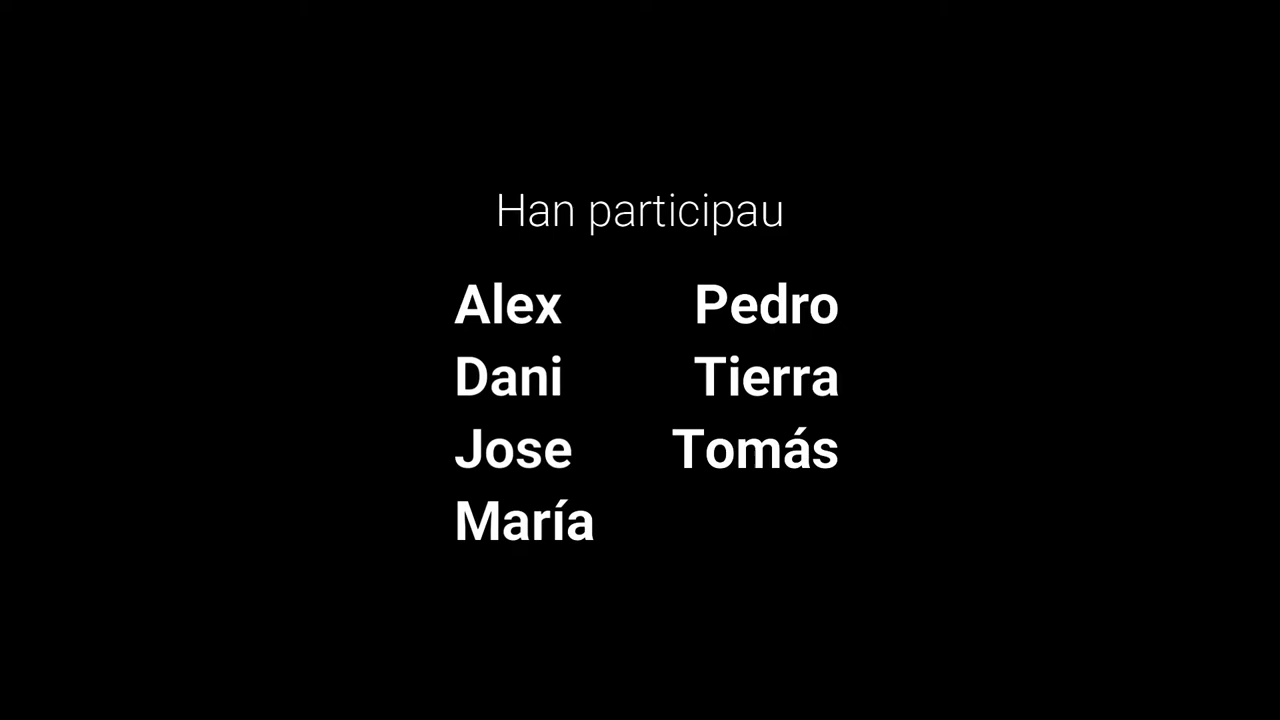 Han participau
Alex
Dani
Jose
María
Pedro
Tierra
Tomás